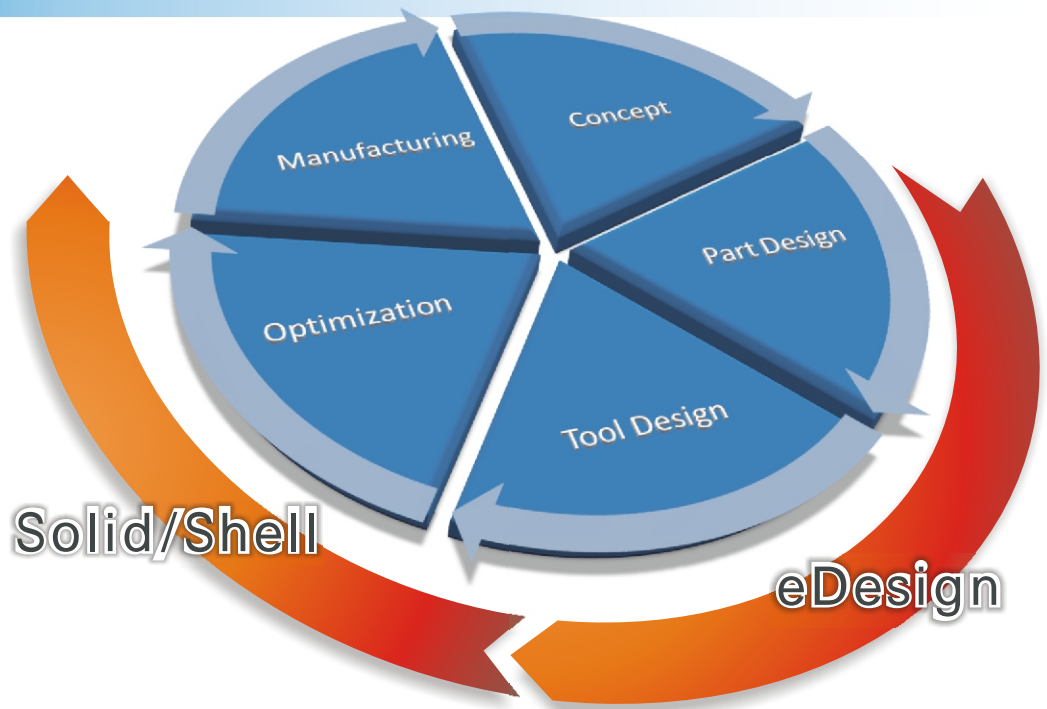 Concept
Manufacturing
Part Design
Optimization
Tool Design
Solid/Shell
eDesign